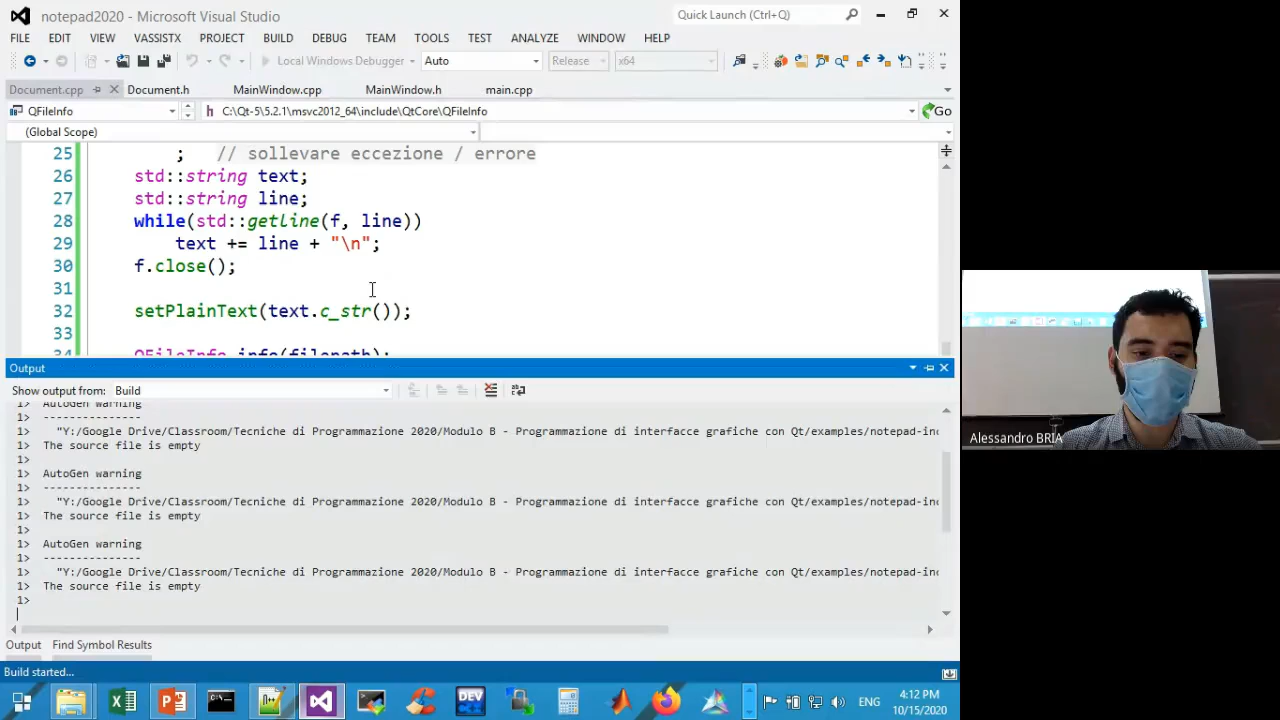 notepad2020 - Microsoft Visual Studio
Quick Launch (Ctrl+Q)
FILE EDIT VIEW VASSISTX PROJECT BUILD DEBUG TEAM TOOLS TEST ANALYZE WINDOW HELP
Local Windows Debugger Auto Release x64
Document.cpp Document.h MainWindow.cpp MainWindow.h main.cpp
QFileInfo C:\Qt-5\5.2.1\msvc2012_64\include\QtCore\QFileInfo Go
(Global Scope)
25 ; // sollevare eccezione / errore
26 std::string text;
27 std::string line;
28 while(std::getline(f, line))
29 text += line + "\n";
30 f.close();
31
32 setPlainText(text.c_str());
33
34 QFileInfo info(filepath);
Output
Show output from: Build
1> AutoGen warning
1> ---------------
1> "Y:/Google Drive/Classroom/Tecniche di Programmazione 2020/Modulo B - Programmazione di interfacce grafiche con Qt/examples/notepad-inc
1> The source file is empty
1>
1> AutoGen warning
1> ---------------
1> "Y:/Google Drive/Classroom/Tecniche di Programmazione 2020/Modulo B - Programmazione di interfacce grafiche con Qt/examples/notepad-inc
1> The source file is empty
1>
1> AutoGen warning
1> ---------------
1> "Y:/Google Drive/Classroom/Tecniche di Programmazione 2020/Modulo B - Programmazione di interfacce grafiche con Qt/examples/notepad-inc
1> The source file is empty
1>
Output Find Symbol Results
Build started...
DEV
ENG
4:12 PM
10/15/2020
Alessandro BRIA